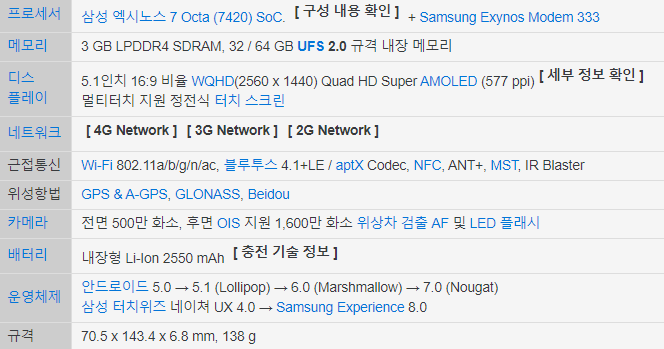 프로세서 삼성 엑시노스 7 Octa (7420) SoC. [ 구성 내용 확인 ] + Samsung Exynos Modem 333
메모리 3 GB LPDDR4 SDRAM, 32 / 64 GB UFS 2.0 규격 내장 메모리
디스
플레이
5.1인치 16:9 비율 WQHD(2560 x 1440) Quad HD Super AMOLED (577 ppi) [ 세부 정보 확인 ]
멀티터치 지원 정전식 터치 스크린
네트워크 [ 4G Network ] [ 3G Network ] [ 2G Network ]
근접통신 Wi-Fi 802.11a/b/g/n/ac, 블루투스 4.1+LE / aptX Codec, NFC, ANT+, MST, IR Blaster
위성항법 GPS & A-GPS, GLONASS, Beidou
카메라 전면 500만 화소, 후면 OIS 지원 1,600만 화소 위상차 검출 AF 및 LED 플래시
배터리 내장형 Li-Ion 2550 mAh [ 충전 기술 정보 ]
운영체제
안드로이드 5.0 → 5.1 (Lollipop) → 6.0 (Marshmallow) → 7.0 (Nougat)
삼성 터치위즈 네이쳐 UX 4.0 → Samsung Experience 8.0
규격 70.5 x 143.4 x 6.8 mm, 138 g